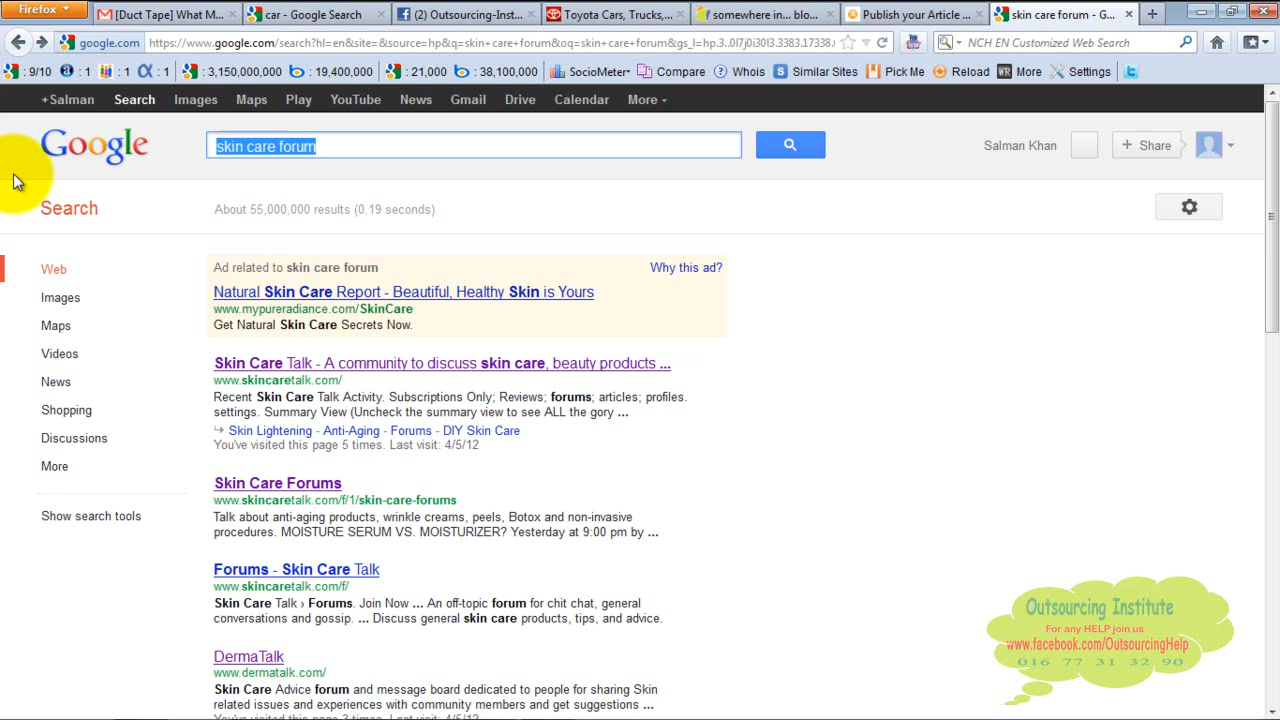 Firefox
[Duct Tape] What M...
car - Google Search
(2) Outsourcing-Inst...
Toyota Cars, Trucks,...
somewhere in... blo...
Publish your Article ...
skin care forum - G...
google.com
https://www.google.com/search?hl=en&site=&source=hp&q=skin+care+forum&oq=skin+care+forum&gs_l=hp.3..0l7j0i30l3.3383.17338.
NCH EN Customized Web Search
: 9/10 : 1 : 1 : 1 : 3,150,000,000 : 19,400,000 : 21,000 : 38,100,000 SocioMeter Compare Whois Similar Sites Pick Me Reload More Settings
+Salman Search Images Maps Play YouTube News Gmail Drive Calendar More
Google
skin care forum
Salman Khan
+ Share
Search
About 55,000,000 results (0.19 seconds)
Web
Images
Maps
Videos
News
Shopping
Discussions
More
Show search tools
Ad related to skin care forum
Why this ad?
Natural Skin Care Report - Beautiful, Healthy Skin is Yours
www.mypureradiance.com/SkinCare
Get Natural Skin Care Secrets Now.
Skin Care Talk - A community to discuss skin care, beauty products ...
www.skincaretalk.com/
Recent Skin Care Talk Activity. Subscriptions Only; Reviews; forums; articles; profiles.
settings. Summary View (Uncheck the summary view to see ALL the gory ...
Skin Lightening - Anti-Aging - Forums - DIY Skin Care
You've visited this page 5 times. Last visit: 4/5/12
Skin Care Forums
www.skincaretalk.com/f/1/skin-care-forums
Talk about anti-aging products, wrinkle creams, peels, Botox and non-invasive
procedures. MOISTURE SERUM VS. MOISTURIZER? Yesterday at 9:00 pm by ...
Forums - Skin Care Talk
www.skincaretalk.com/f/
Skin Care Talk › Forums. Join Now ... An off-topic forum for chit chat, general
conversations and gossip. ... Discuss general skin care products, tips, and advice.
DermaTalk
www.dermatalk.com/
Skin Care Advice forum and message board dedicated to people for sharing Skin
related issues and experiences with community members and get suggestions ...
You've visited this page 3 times. Last visit: 4/5/12
Outsourcing Institute
For any HELP join us
www.facebook.com/OutsourcingHelp
016 77 31 32 90